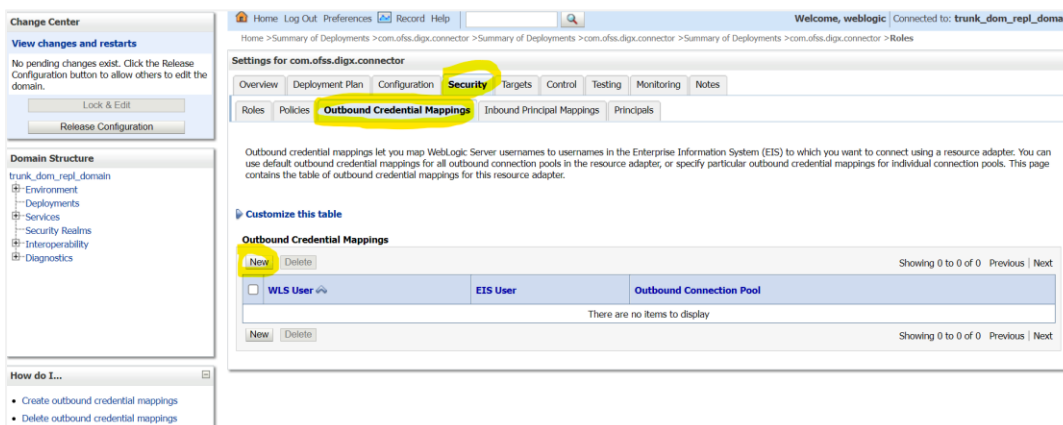 Change Center
View changes and restarts
No pending changes exist. Click the Release
Configuration button to allow others to edit the
domain.
Lock & Edit
Release Configuration
Domain Structure
trunk_dom_repl_domain
Environment
Deployments
Services
Security Realms
Interoperability
Diagnostics
How do I...
Create outbound credential mappings
Delete outbound credential mappings
Home Log Out Preferences Record Help
Welcome, weblogic Connected to: trunk_dom_repl_doma
Home >Summary of Deployments >com.ofss.digx.connector >Summary of Deployments >com.ofss.digx.connector >Summary of Deployments >com.ofss.digx.connector >Roles
Settings for com.ofss.digx.connector
Overview Deployment Plan Configuration Security Targets Control Testing Monitoring Notes
Roles Policies Outbound Credential Mappings Inbound Principal Mappings Principals
Outbound credential mappings let you map WebLogic Server usernames to usernames in the Enterprise Information System (EIS) to which you want to connect using a resource adapter. You can
use default outbound credential mappings for all outbound connection pools in the resource adapter, or specify particular outbound credential mappings for individual connection pools. This page
contains the table of outbound credential mappings for this resource adapter.
Customize this table
Outbound Credential Mappings
New Delete Showing 0 to 0 of 0 Previous | Next
WLS User EIS User Outbound Connection Pool
There are no items to display
New Delete Showing 0 to 0 of 0 Previous | Next